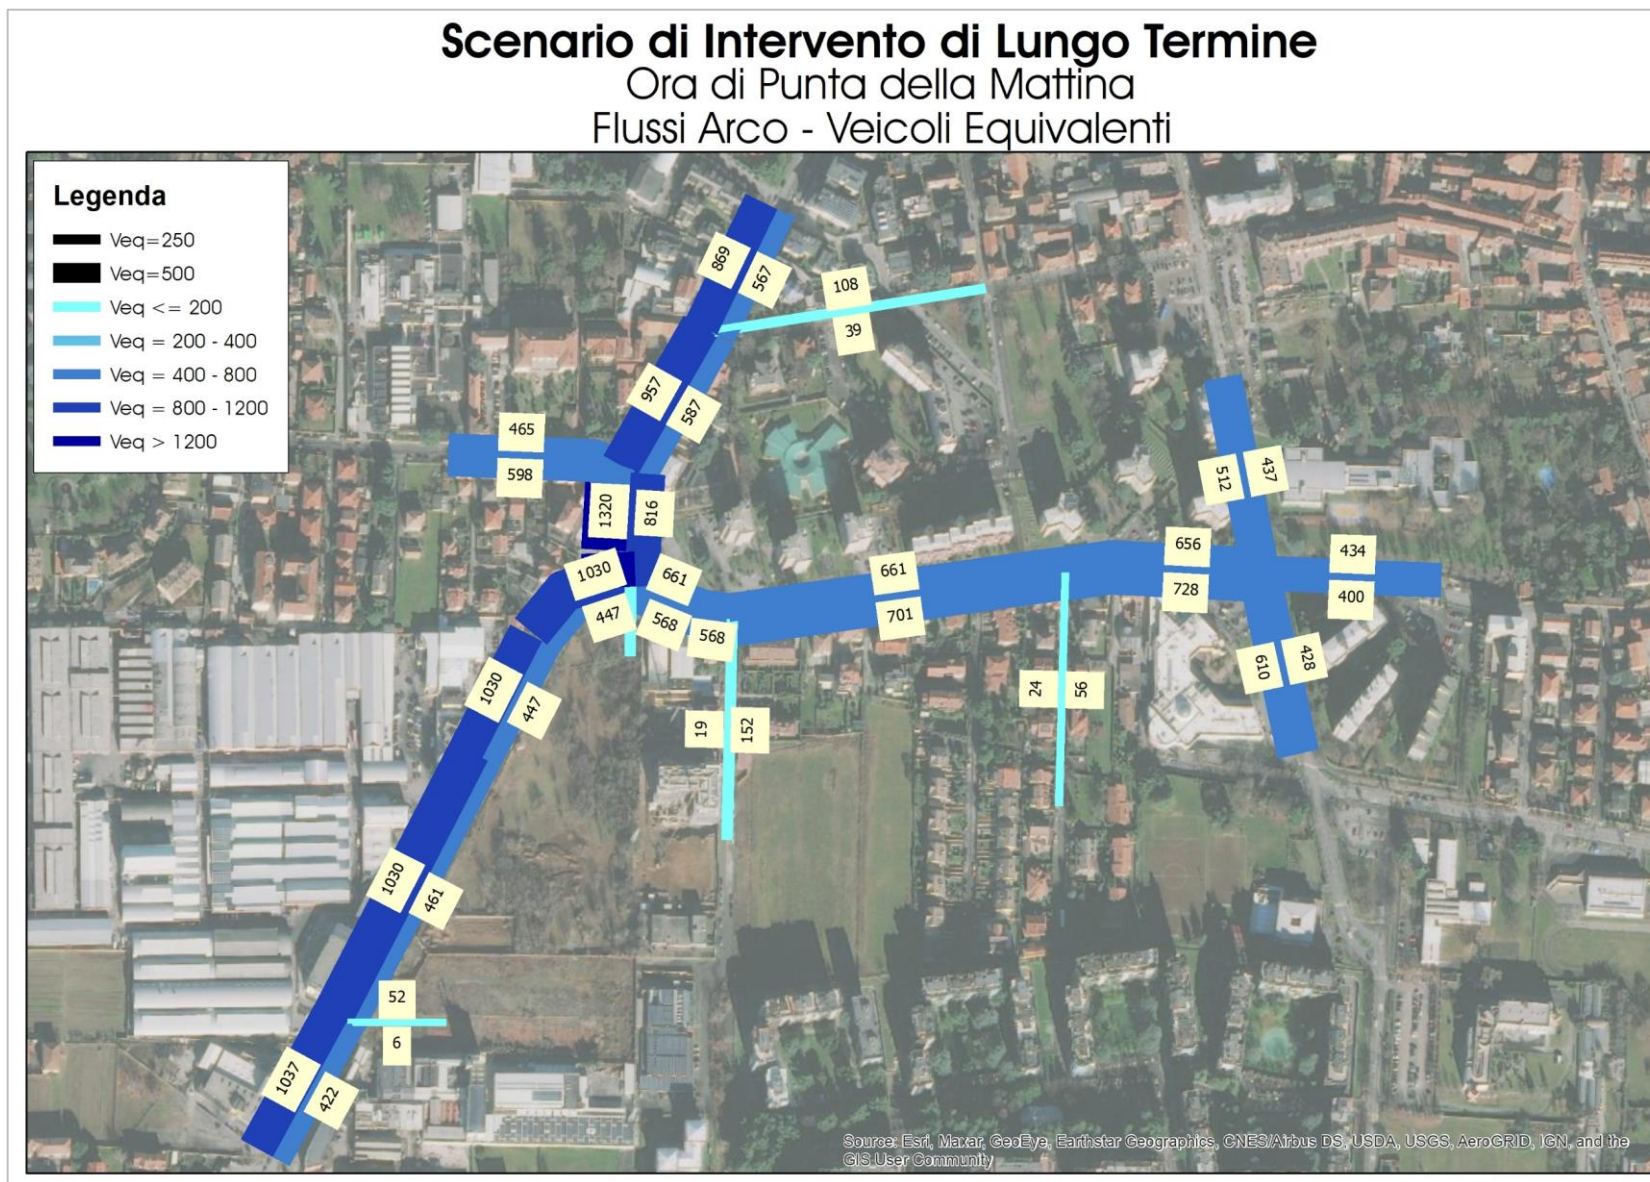 Scenario di Intervento di Lungo Termine
Ora di Punta della Mattina
Flussi Arco - Veicoli Equivalenti
Legenda
Veq=250
Veq=500
Veq <= 200
Veq = 200 - 400
Veq = 400 - 800
Veq = 800 - 1200
Veq > 1200
869
567
108
39
957
587
465
598
1320
816
512
437
1030
661
447
568
568
661
701
656
728
434
400
610
428
1030
447
19
152
24
56
1030
461
52
6
1037
422
Source: Esri, Maxar, GeoEye, Earthstar Geographics, CNES/Airbus DS, USDA, USGS, AeroGRID, IGN, and the
GIS User Community